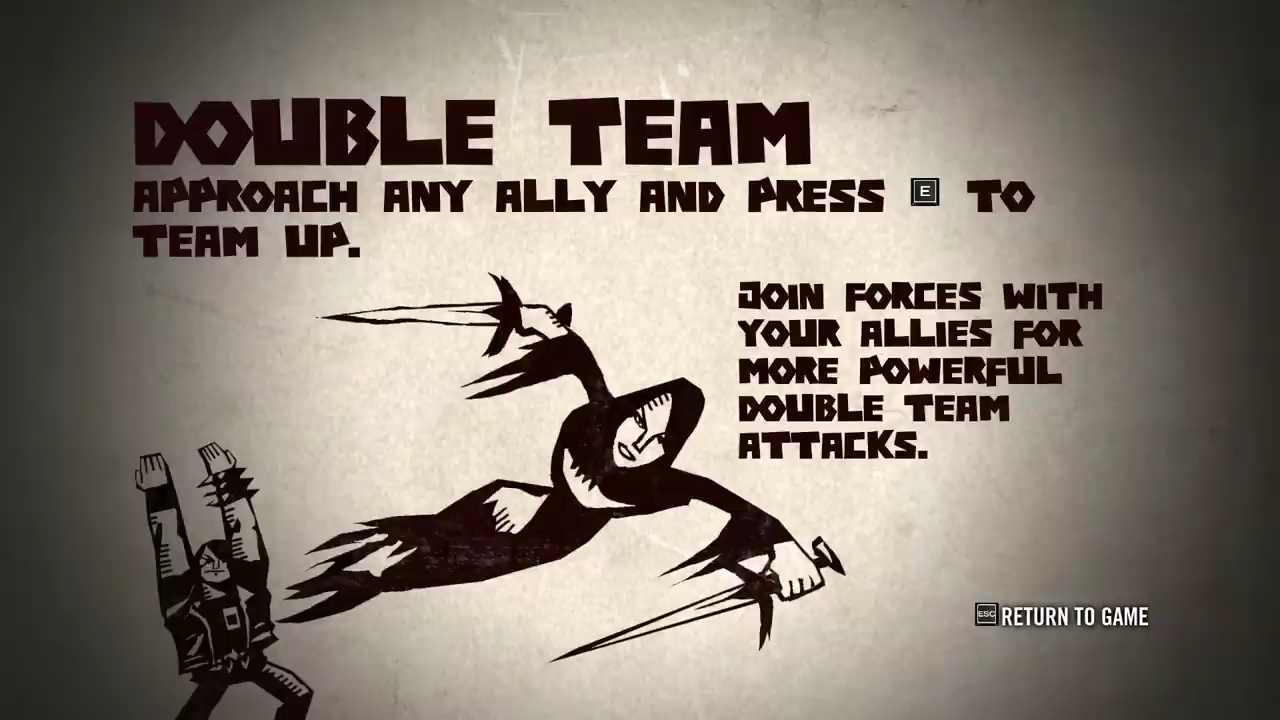 DOUBLE TEAM
APPROACH ANY ALLY AND PRESS E TO
TEAM UP.
JOIN FORCES WITH
YOUR ALLIES FOR
MORE POWERFUL
DOUBLE TEAM
ATTACKS.
ESC RETURN TO GAME